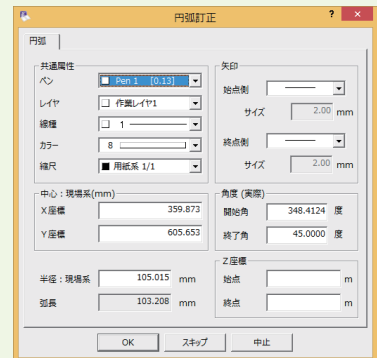 円弧訂正
円弧
共通属性
ペン Pen 1 [0.13]
レイヤ 作業レイヤ1
線種 1
カラー 8
縮尺 用紙系 1/1
矢印
始点側
サイズ 2.00 mm
終点側
サイズ 2.00 mm
中心：現場系(mm)
X座標 359.873
Y座標 605.653
角度 (実際)
開始角 348.4124 度
終了角 45.0000 度
半径：現場系 105.015 mm
弧長 103.208 mm
Z座標
始点 m
終点 m
OK スキップ 中止